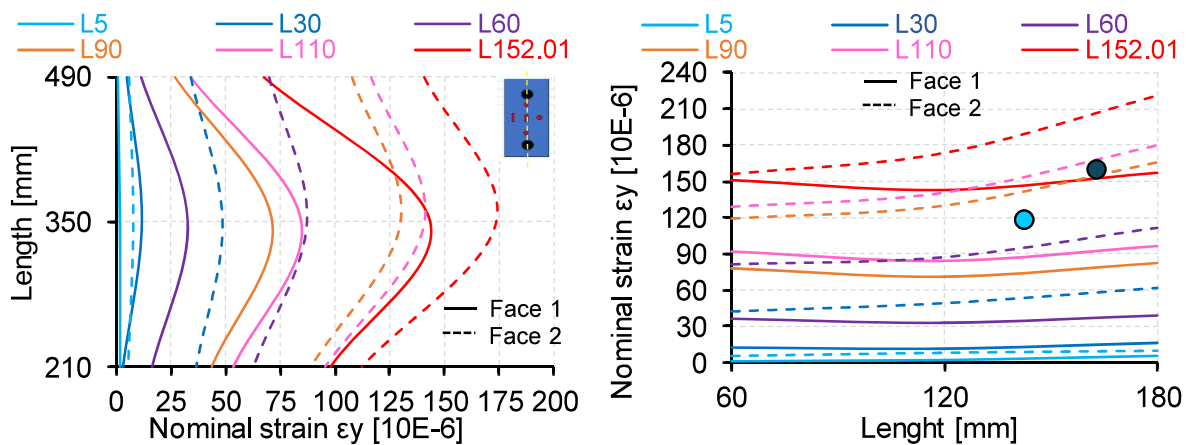 L5 L30 L60
L90 L110 L152.01
490
350
210
Length [mm]
Face 1
Face 2
0 25 50 75 100 125 150 175 200
Nominal strain εy [10E-6]
L5 L30 L60
L90 L110 L152.01
240
210
180
150
120
90
60
30
0
Nominal strain εy [10E-6]
Face 1
Face 2
60 120 180
Lenght [mm]